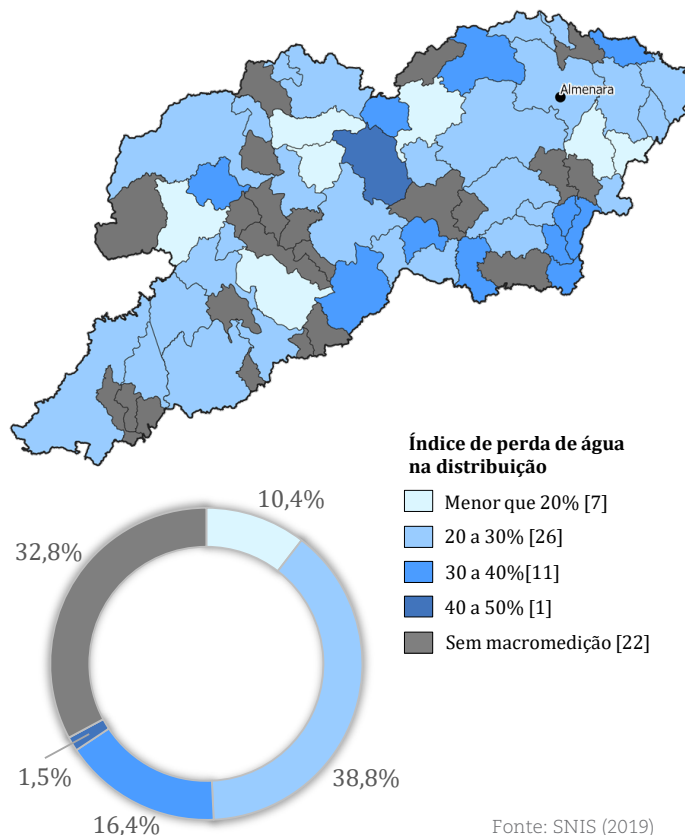 Almenara
Índice de perda de água
na distribuição
Menor que 20% [7]
20 a 30% [26]
30 a 40%[11]
40 a 50% [1]
Sem macromedição [22]
10,4%
32,8%
1,5%
38,8%
16,4%
Fonte: SNIS (2019)